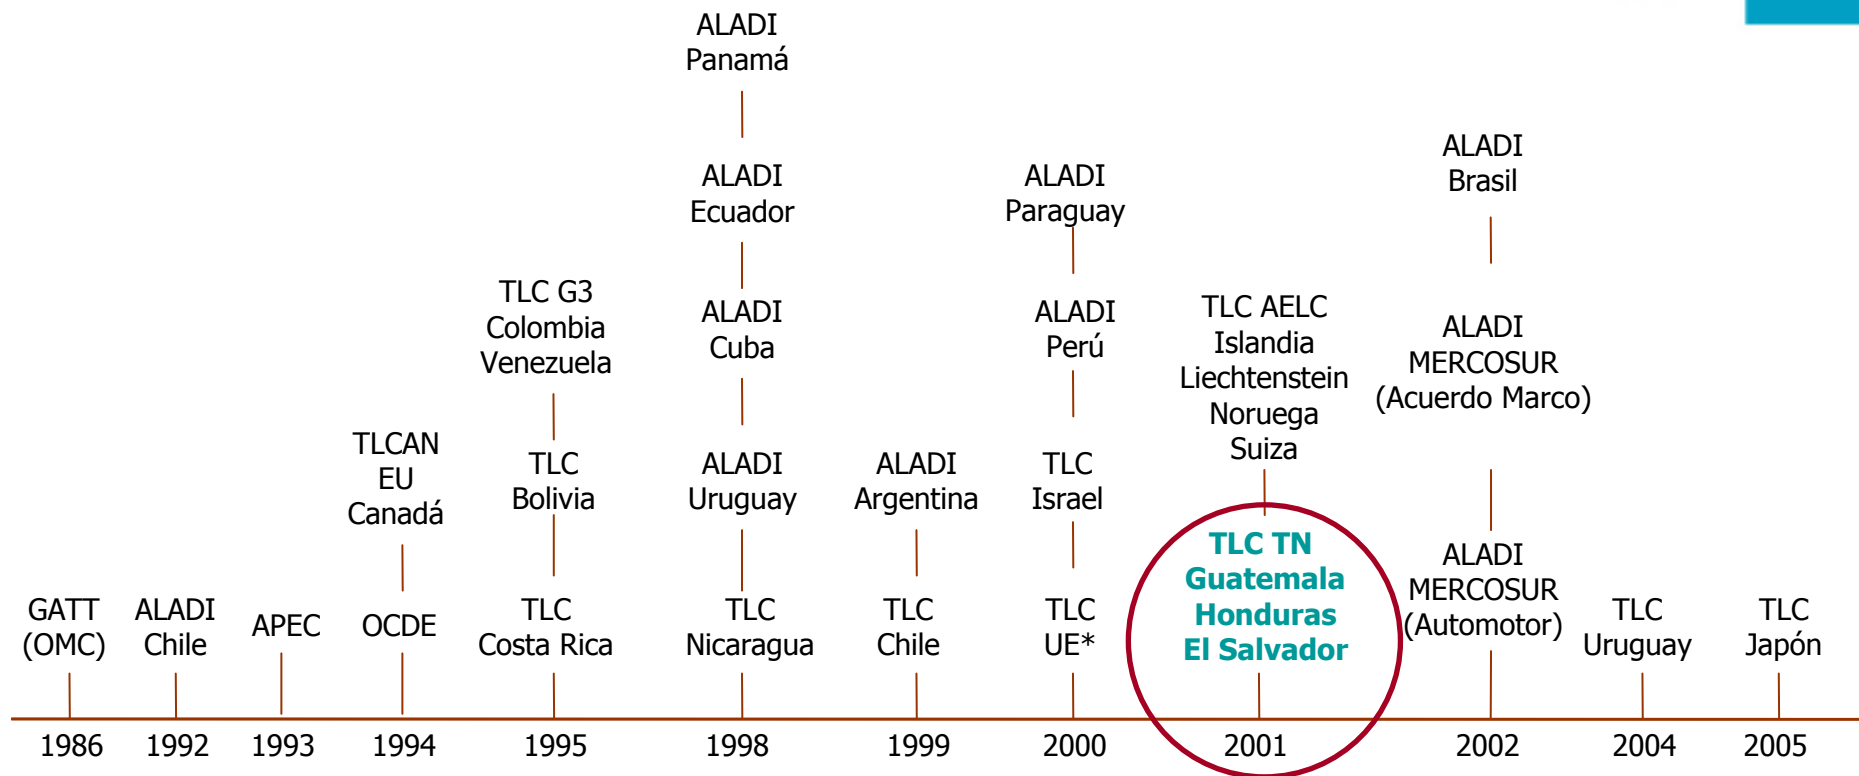 GATT
(OMC)
1986
ALADI
Chile
1992
APEC
1993
TLCAN
EU
Canadá
OCDE
1994
TLC G3
Colombia
Venezuela
TLC
Bolivia
TLC
Costa Rica
1995
ALADI
Panamá
ALADI
Ecuador
ALADI
Cuba
ALADI
Uruguay
TLC
Nicaragua
1998
ALADI
Argentina
TLC
Chile
1999
ALADI
Paraguay
ALADI
Perú
TLC
Israel
TLC
UE*
2000
TLC AELC
Islandia
Liechtenstein
Noruega
Suiza
TLC TN
Guatemala
Honduras
El Salvador
2001
ALADI
Brasil
ALADI
MERCOSUR
(Acuerdo Marco)
ALADI
MERCOSUR
(Automotor)
2002
TLC
Uruguay
2004
TLC
Japón
2005